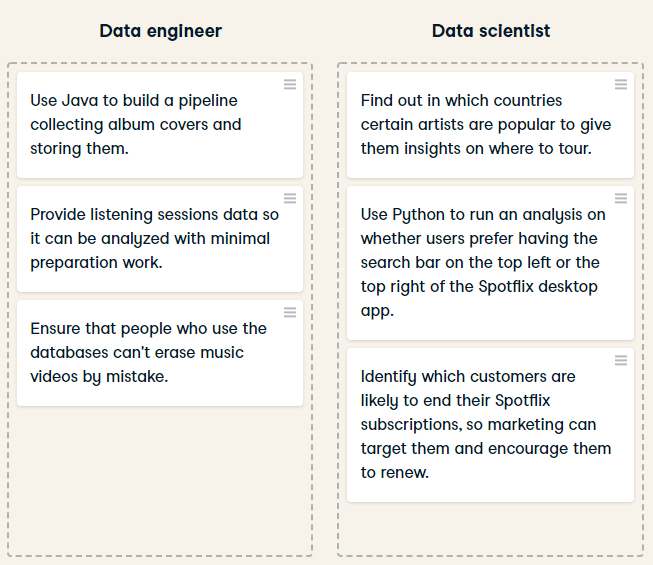 Data engineer
Use Java to build a pipeline
collecting album covers and
storing them.
Provide listening sessions data so
it can be analyzed with minimal
preparation work.
Ensure that people who use the
databases can't erase music
videos by mistake.
Data scientist
Find out in which countries
certain artists are popular to give
them insights on where to tour.
Use Python to run an analysis on
whether users prefer having the
search bar on the top left or the
top right of the Spotflix desktop
app.
Identify which customers are
likely to end their Spotflix
subscriptions, so marketing can
target them and encourage them
to renew.